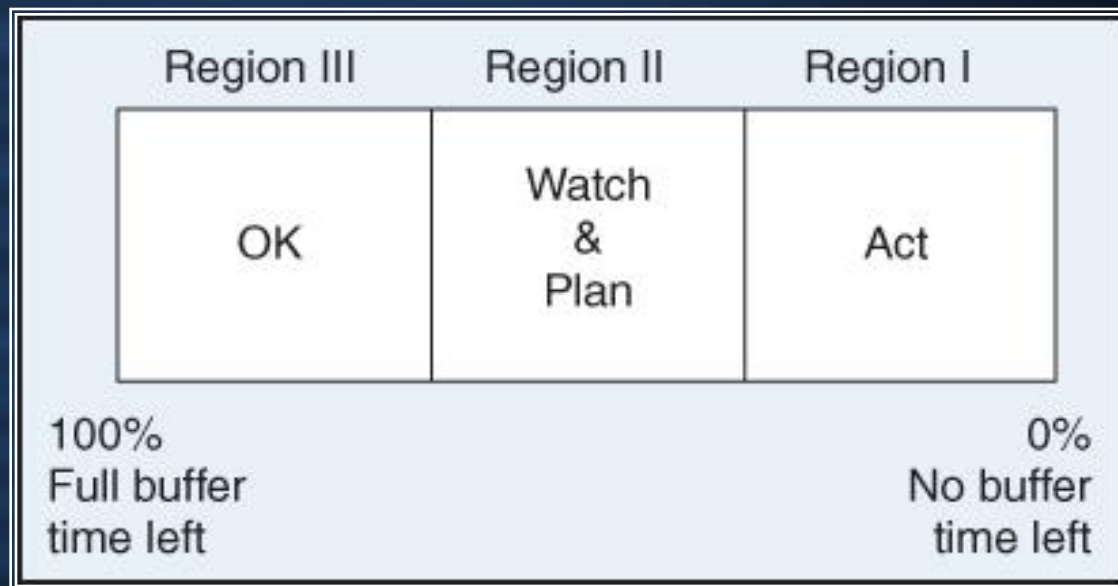 Region III
Region II
Region I
OK
Watch
&
Plan
Act
100%
Full buffer
time left
0%
No buffer
time left